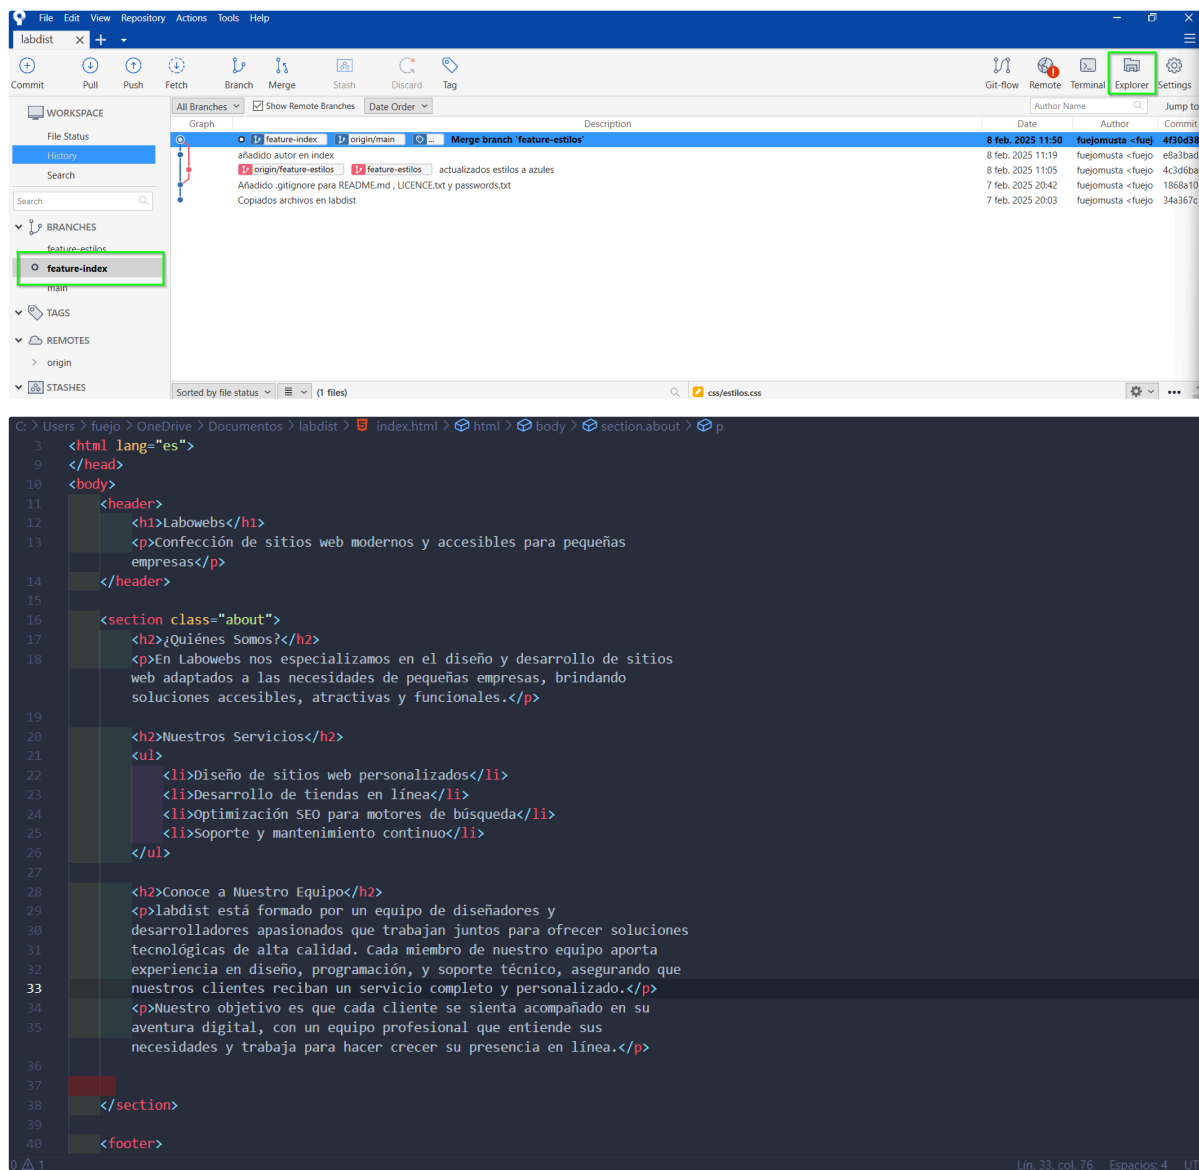 File Edit View Repository Actions Tools Help
labdist
Commit Pull Push Fetch Branch Merge Stash Discard Tag Git-flow Remote Terminal Explorer Settings
WORKSPACE
File Status
History
Search
Search
BRANCHES
feature-estilos
feature-index
main
TAGS
REMOTES
origin
STASHES
All Branches Show Remote Branches Date Order Author Name Jump to
Graph Description Date Author Commit
feature-index origin/main ... Merge branch 'feature-estilos' 8 feb. 2025 11:50 fuejomusta <fuej 4f30d38
añadido autor en index 8 feb. 2025 11:19 fuejomusta <fuejo e8a3bad
origin/feature-estilos feature-estilos actualizados estilos a azules 8 feb. 2025 11:05 fuejomusta <fuejo 4c3d6ba
Añadido .gitignore para README.md , LICENCE.txt y passwords.txt 7 feb. 2025 20:42 fuejomusta <fuejo 1868a10
Copiados archivos en labdist 7 feb. 2025 20:03 fuejomusta <fuejo 34a367c
Sorted by file status (1 files) css/estilos.css
C: > Users > fuejo > OneDrive > Documentos > labdist > index.html > html > body > section.about > p
3 <html lang="es">
9 </head>
10 <body>
11 <header>
12 <h1>Labowebs</h1>
13 <p>Confección de sitios web modernos y accesibles para pequeñas
empresas</p>
14 </header>
15
16 <section class="about">
17 <h2>¿Quiénes Somos?</h2>
18 <p>En Labowebs nos especializamos en el diseño y desarrollo de sitios
web adaptados a las necesidades de pequeñas empresas, brindando
soluciones accesibles, atractivas y funcionales.</p>
19
20 <h2>Nuestros Servicios</h2>
21 <ul>
22 <li>Diseño de sitios web personalizados</li>
23 <li>Desarrollo de tiendas en línea</li>
24 <li>Optimización SEO para motores de búsqueda</li>
25 <li>Soporte y mantenimiento continuo</li>
26 </ul>
27
28 <h2>Conoce a Nuestro Equipo</h2>
29 <p>labdist está formado por un equipo de diseñadores y
30 desarrolladores apasionados que trabajan juntos para ofrecer soluciones
31 tecnológicas de alta calidad. Cada miembro de nuestro equipo aporta
32 experiencia en diseño, programación, y soporte técnico, asegurando que
33 nuestros clientes reciban un servicio completo y personalizado.</p>
34 <p>Nuestro objetivo es que cada cliente se sienta acompañado en su
35 aventura digital, con un equipo profesional que entiende sus
necesidades y trabaja para hacer crecer su presencia en línea.</p>
36
37
38 </section>
39
40 <footer>
0 1 Lín. 33, col. 76 Espacios: 4 UT